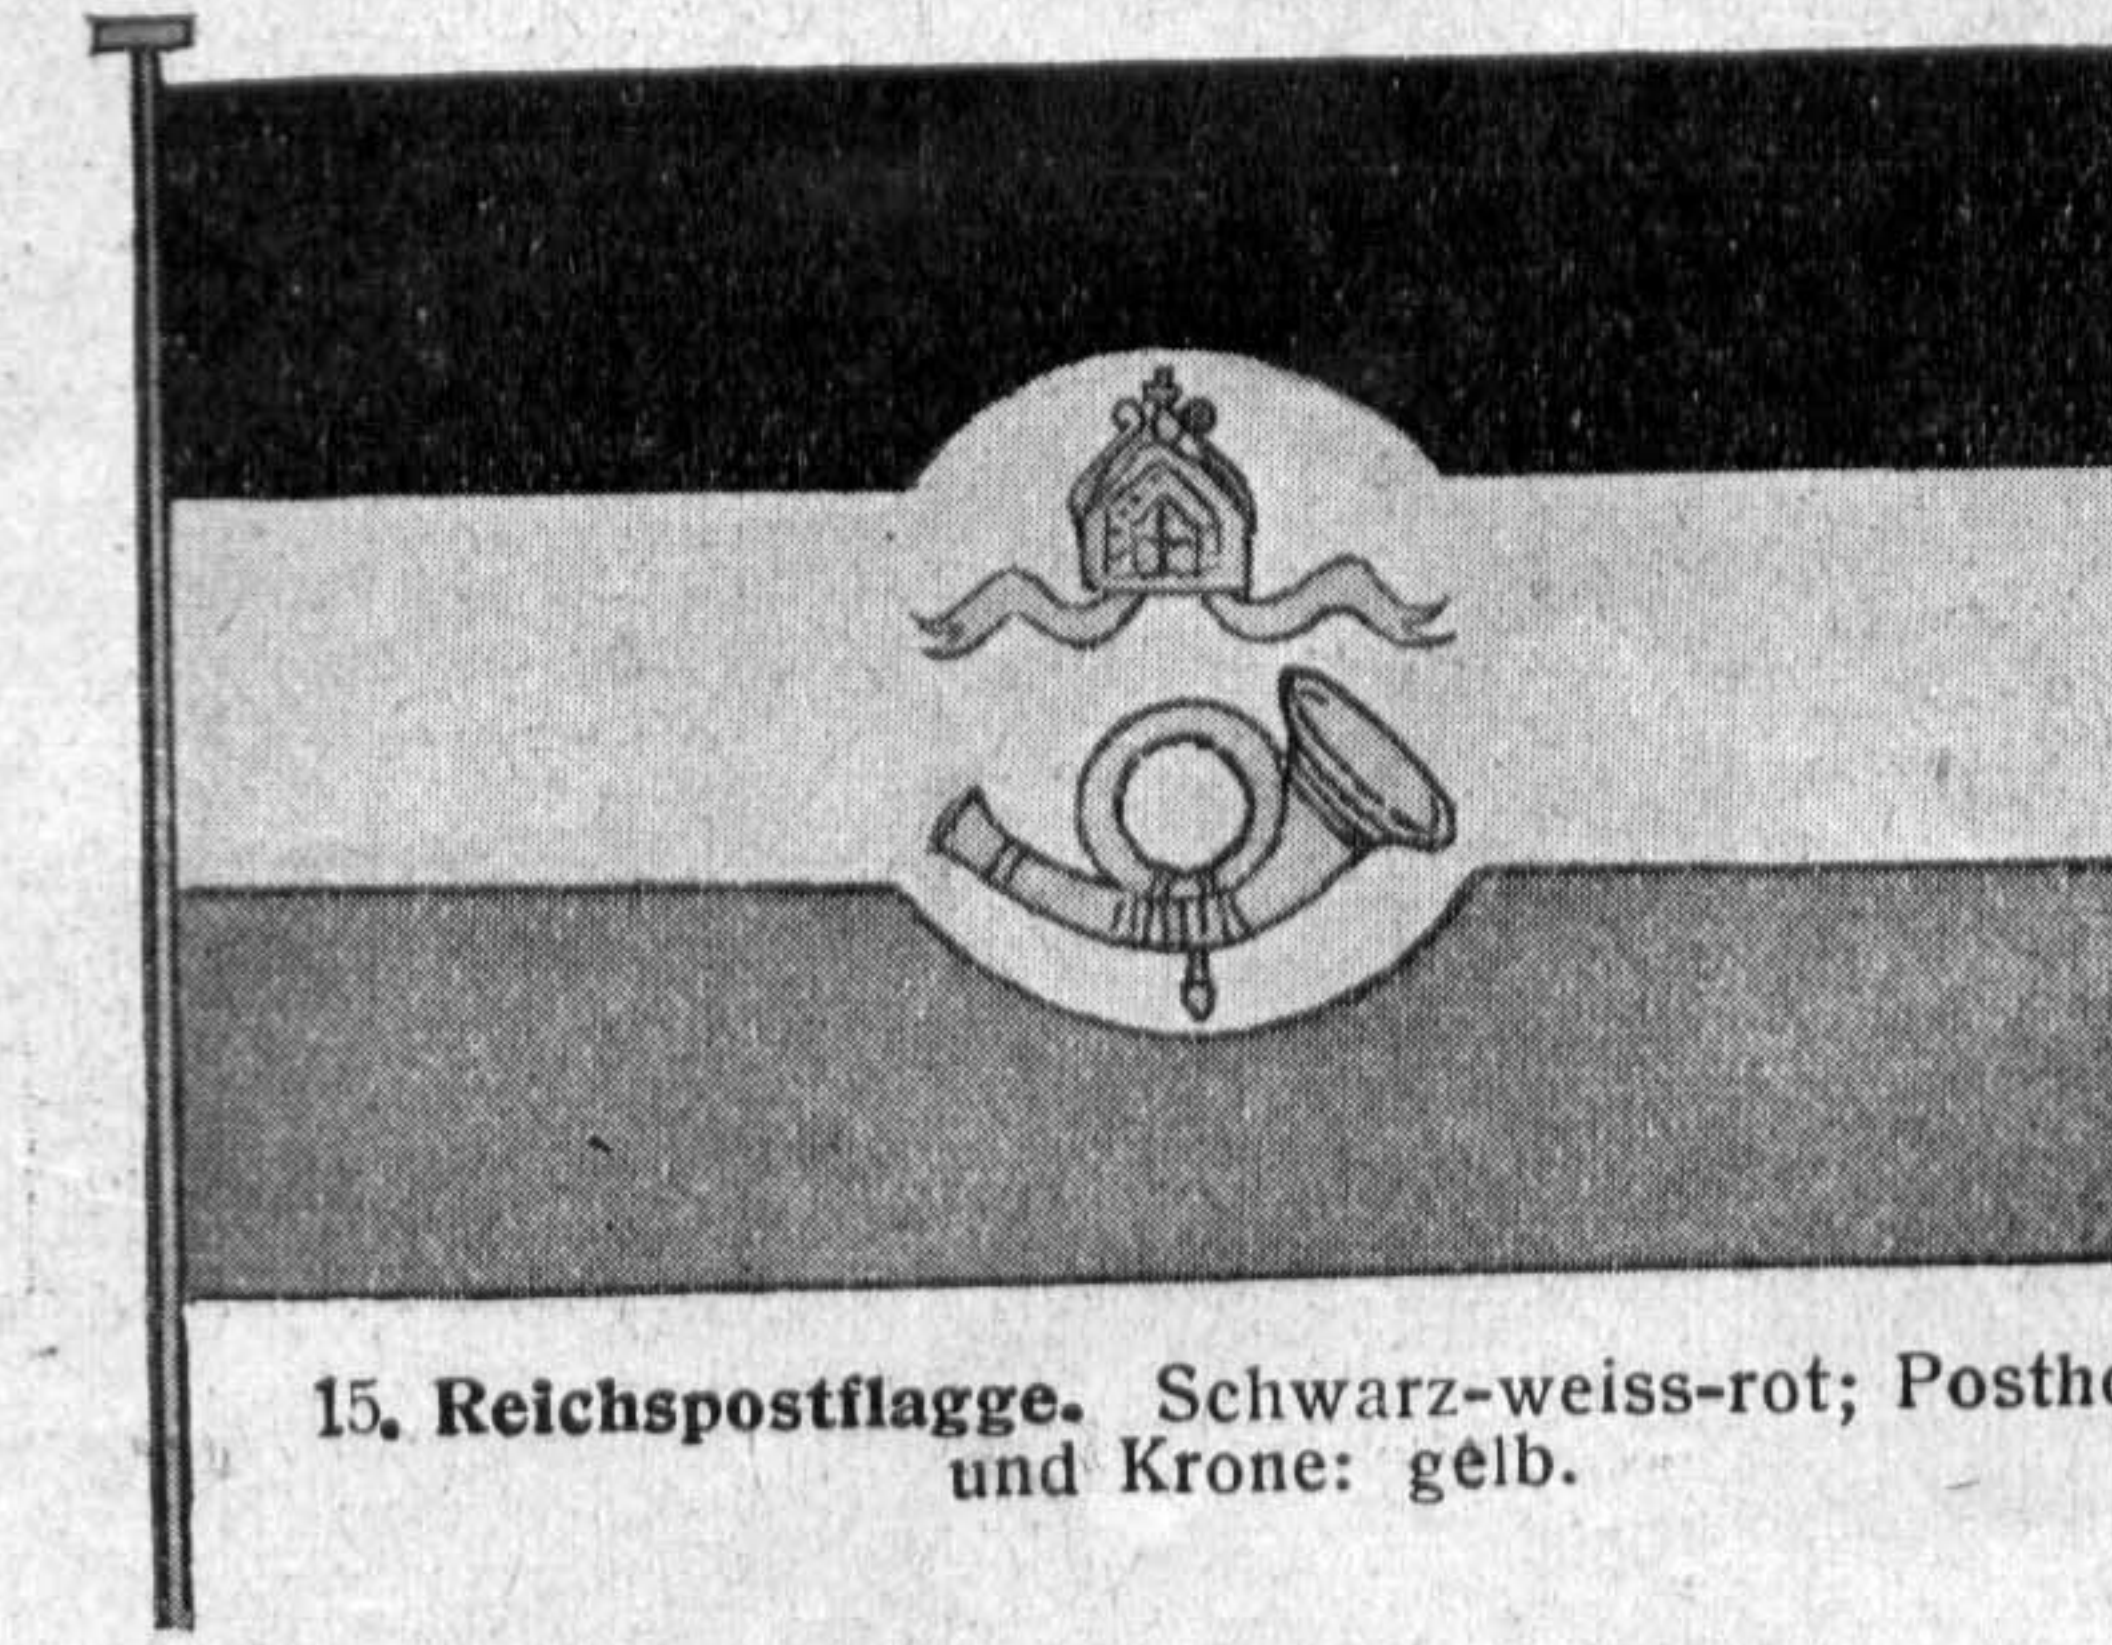 15. Reichspostflagge. Schwarz-weiss-rot; Postho
und Krone: gelb.